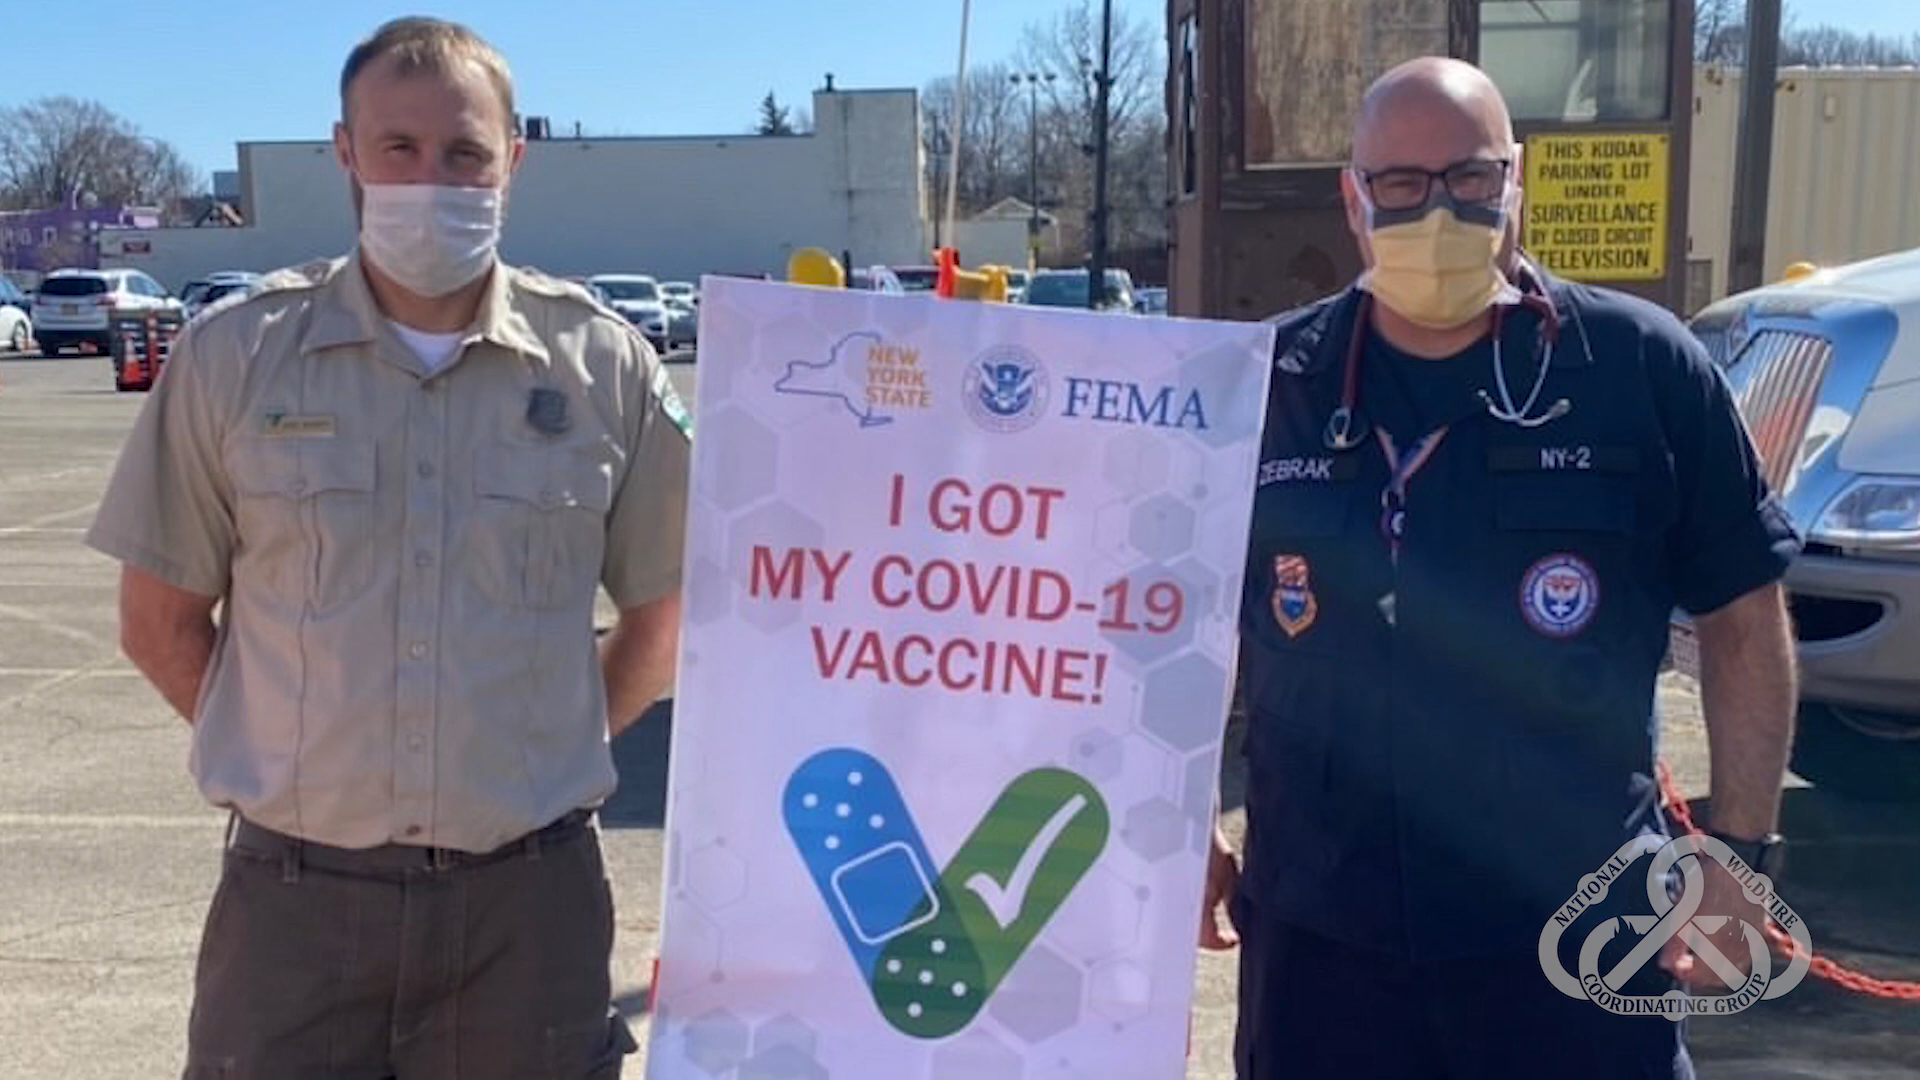 THIS KODAK
PARKING LOT
UNDER
SURVEILLANCE
BY CLOSED CIRCUIT
TELEVISION
NEW
YORK
STATE
FEMA
I GOT
MY COVID-19
VACCINE!
ZEBRAK
NY-2
NATIONAL WILDFIRE
COORDINATING GROUP